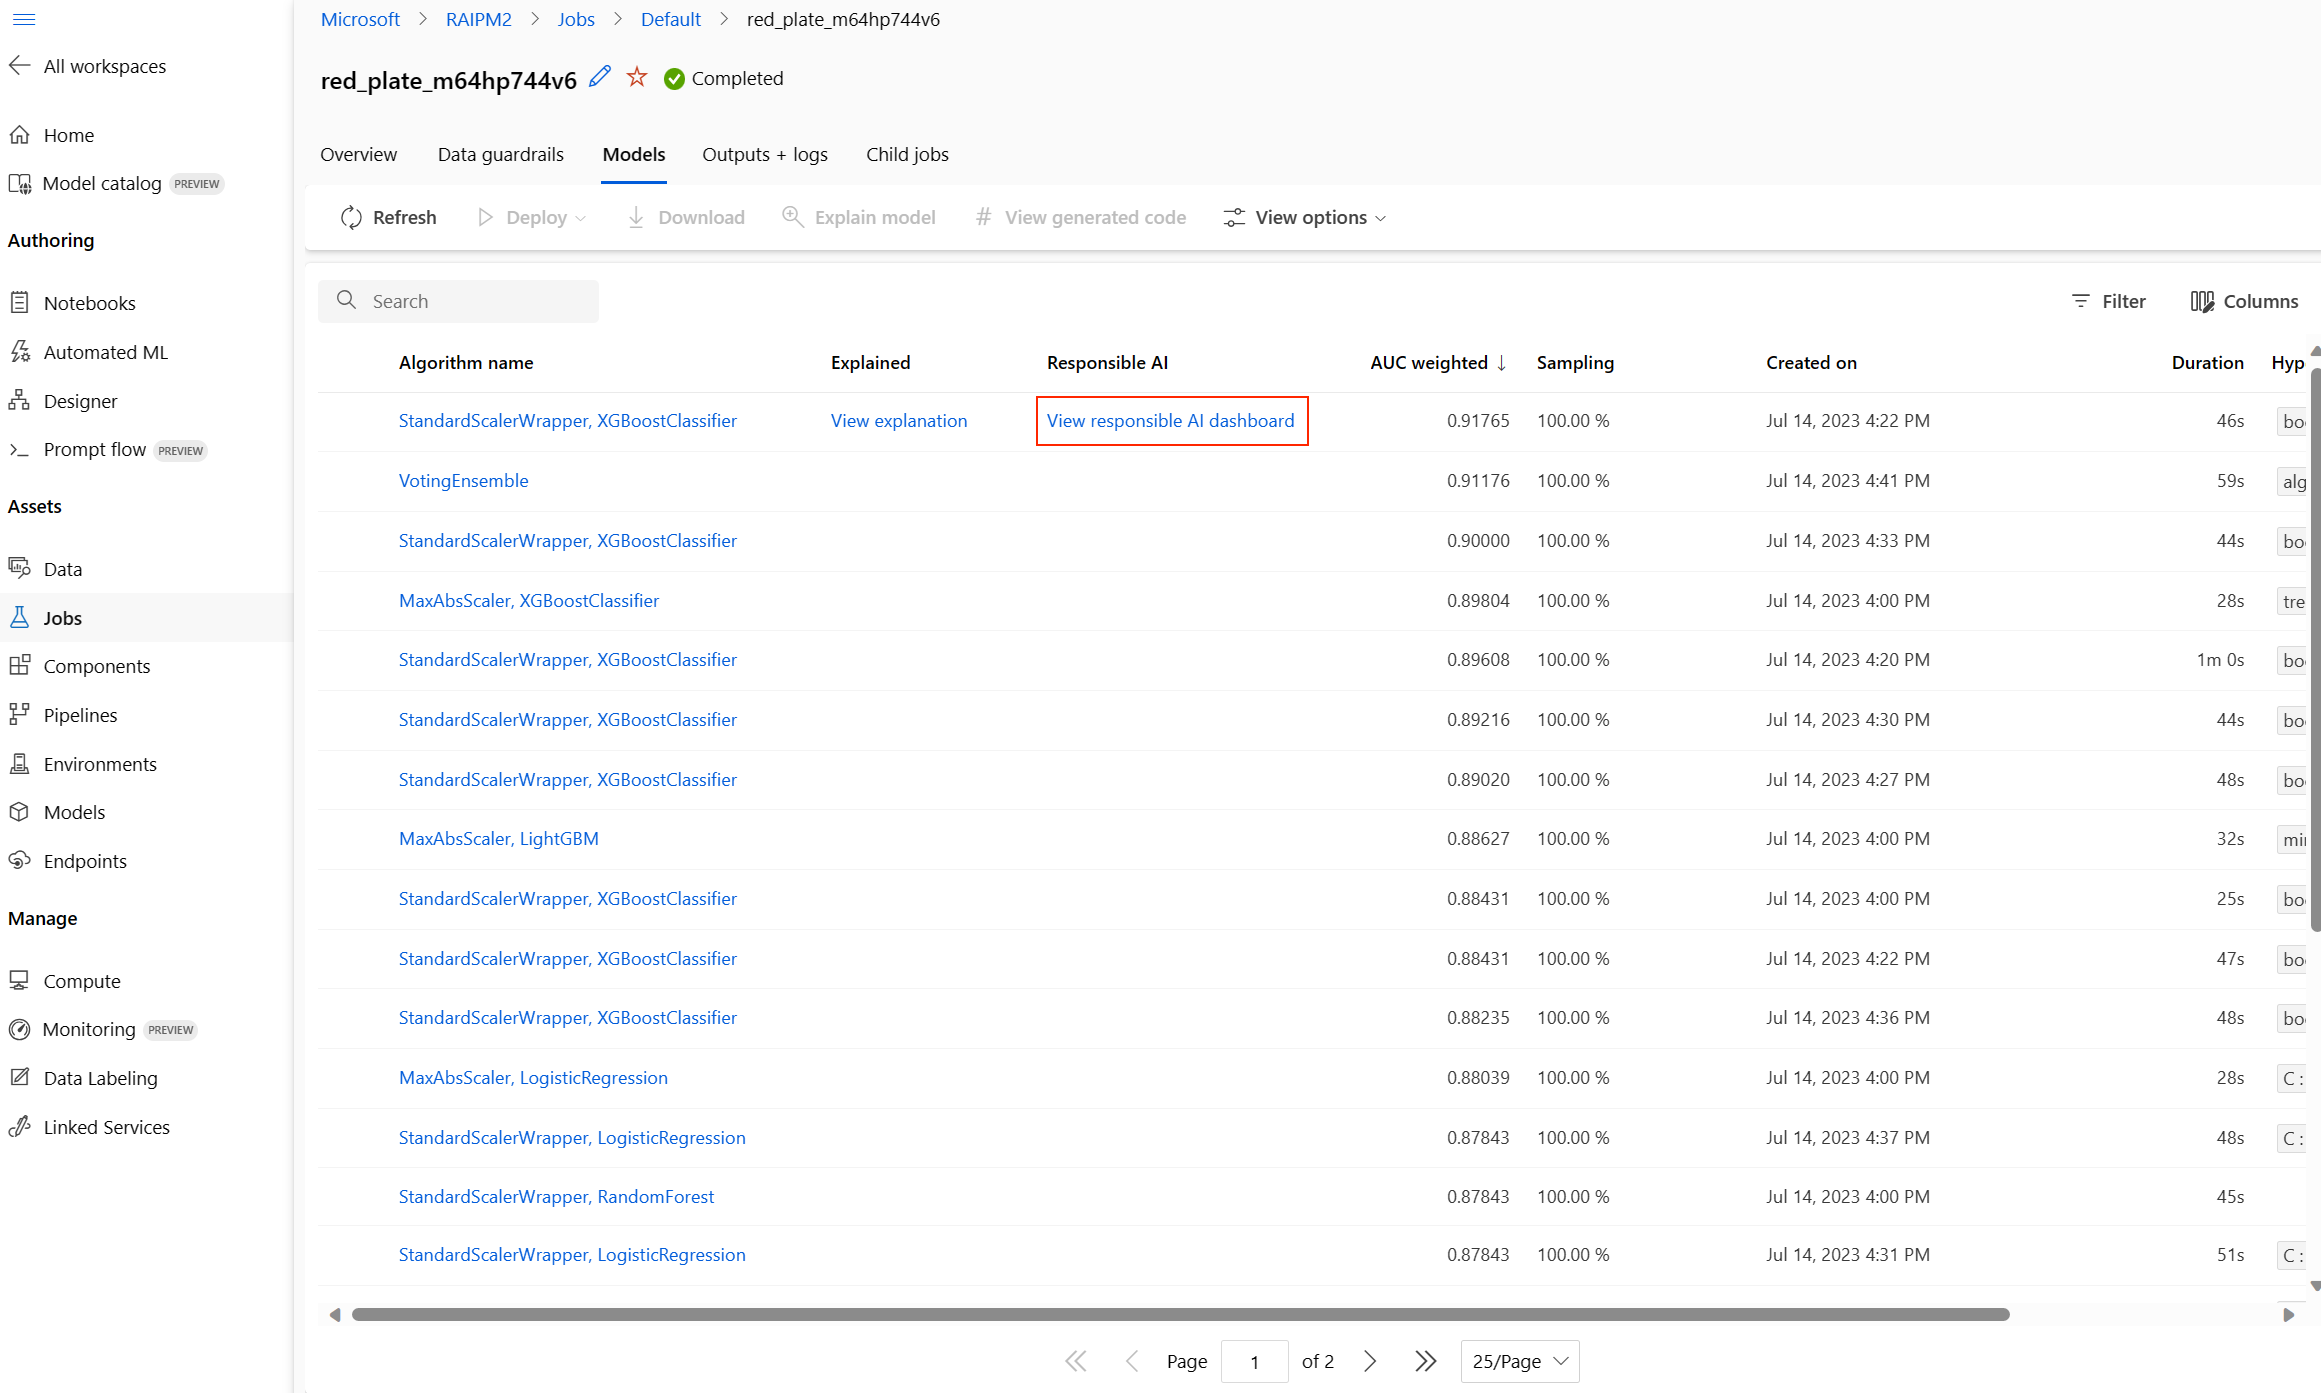 Microsoft > RAIPM2 > Jobs > Default > red_plate_m64hp744v6
All workspaces
red_plate_m64hp744v6 Completed
Home
Model catalog PREVIEW
Authoring
Notebooks
Automated ML
Designer
Prompt flow PREVIEW
Assets
Data
Jobs
Components
Pipelines
Environments
Models
Endpoints
Manage
Compute
Monitoring PREVIEW
Data Labeling
Linked Services
Overview Data guardrails Models Outputs + logs Child jobs
Refresh Deploy Download Explain model # View generated code View options
Search Filter Columns
Algorithm name Explained Responsible AI AUC weighted ↓ Sampling Created on Duration Hyp
StandardScalerWrapper, XGBoostClassifier View explanation View responsible AI dashboard 0.91765 100.00 % Jul 14, 2023 4:22 PM 46s boo
VotingEnsemble 0.91176 100.00 % Jul 14, 2023 4:41 PM 59s alg
StandardScalerWrapper, XGBoostClassifier 0.90000 100.00 % Jul 14, 2023 4:33 PM 44s boo
MaxAbsScaler, XGBoostClassifier 0.89804 100.00 % Jul 14, 2023 4:00 PM 28s tre
StandardScalerWrapper, XGBoostClassifier 0.89608 100.00 % Jul 14, 2023 4:20 PM 1m 0s boo
StandardScalerWrapper, XGBoostClassifier 0.89216 100.00 % Jul 14, 2023 4:30 PM 44s boo
StandardScalerWrapper, XGBoostClassifier 0.89020 100.00 % Jul 14, 2023 4:27 PM 48s boo
MaxAbsScaler, LightGBM 0.88627 100.00 % Jul 14, 2023 4:00 PM 32s min
StandardScalerWrapper, XGBoostClassifier 0.88431 100.00 % Jul 14, 2023 4:00 PM 25s boo
StandardScalerWrapper, XGBoostClassifier 0.88431 100.00 % Jul 14, 2023 4:22 PM 47s boo
StandardScalerWrapper, XGBoostClassifier 0.88235 100.00 % Jul 14, 2023 4:36 PM 48s boo
MaxAbsScaler, LogisticRegression 0.88039 100.00 % Jul 14, 2023 4:00 PM 28s C :
StandardScalerWrapper, LogisticRegression 0.87843 100.00 % Jul 14, 2023 4:37 PM 48s C :
StandardScalerWrapper, RandomForest 0.87843 100.00 % Jul 14, 2023 4:00 PM 45s
StandardScalerWrapper, LogisticRegression 0.87843 100.00 % Jul 14, 2023 4:31 PM 51s C :
Page 1 of 2 25/Page